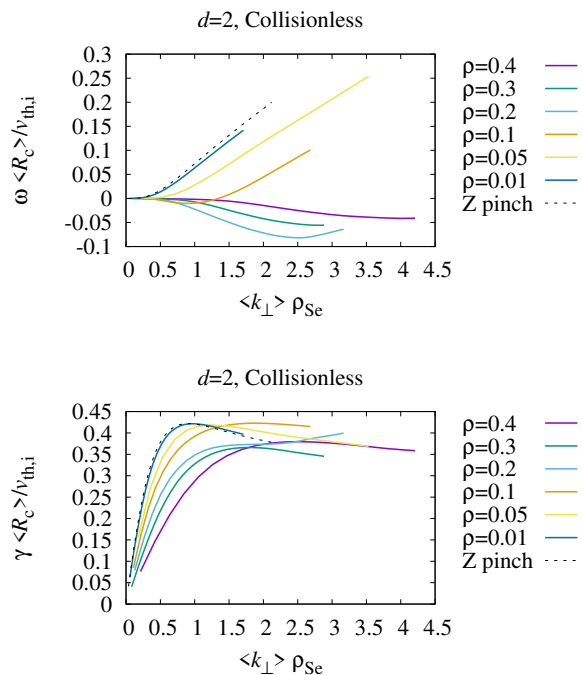 d=2, Collisionless
ω <R_c>/v_th,i
0.3
0.25
0.2
0.15
0.1
0.05
0
-0.05
-0.1
0 0.5 1 1.5 2 2.5 3 3.5 4 4.5
<k_⊥> ρ_Se
ρ=0.4
ρ=0.3
ρ=0.2
ρ=0.1
ρ=0.05
ρ=0.01
Z pinch
d=2, Collisionless
γ <R_c>/v_th,i
0.45
0.4
0.35
0.3
0.25
0.2
0.15
0.1
0.05
0
0 0.5 1 1.5 2 2.5 3 3.5 4 4.5
<k_⊥> ρ_Se
ρ=0.4
ρ=0.3
ρ=0.2
ρ=0.1
ρ=0.05
ρ=0.01
Z pinch